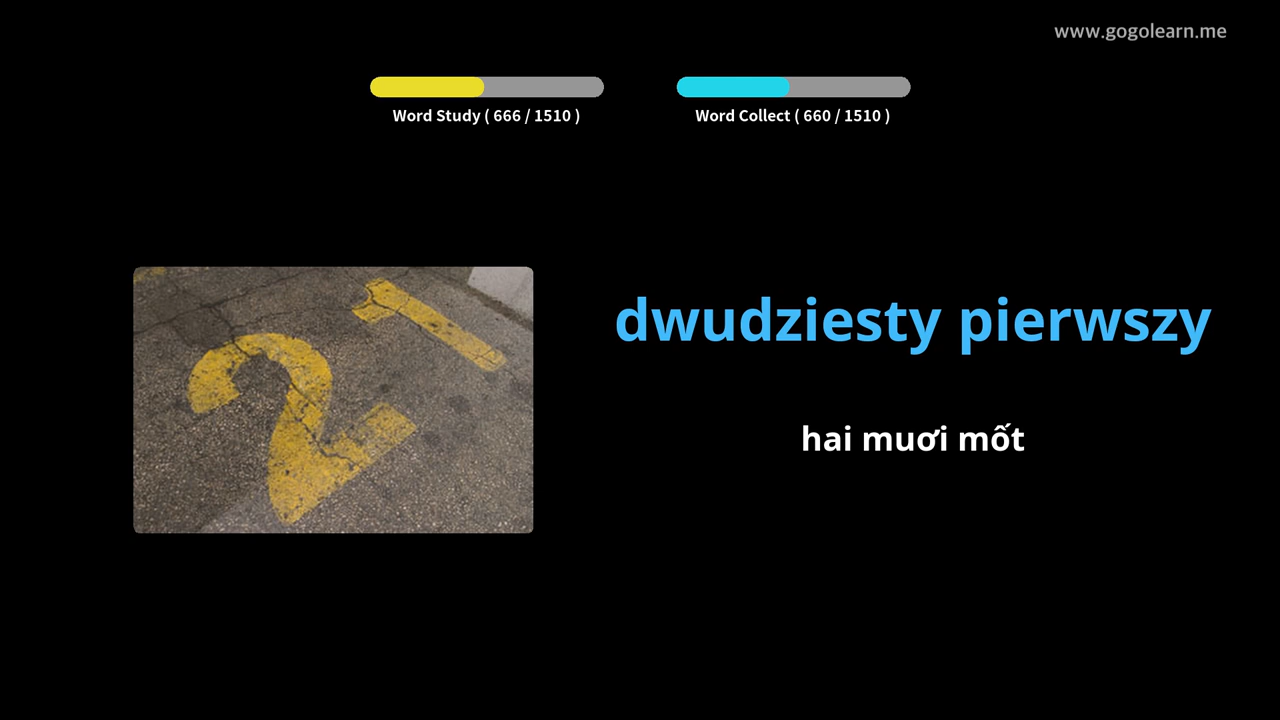 www.gogolearn.me
Word Study ( 666 / 1510 )
Word Collect ( 660 / 1510 )
21
dwudziesty pierwszy
hai mươi mốt